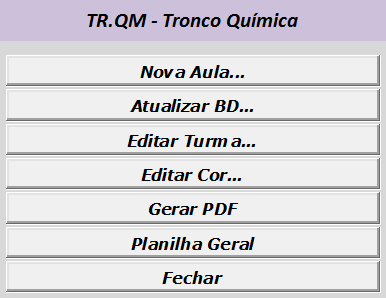 TR.QM - Tronco Química
Nova Aula...
Atualizar BD...
Editar Turma...
Editar Cor...
Gerar PDF
Planilha Geral
Fechar